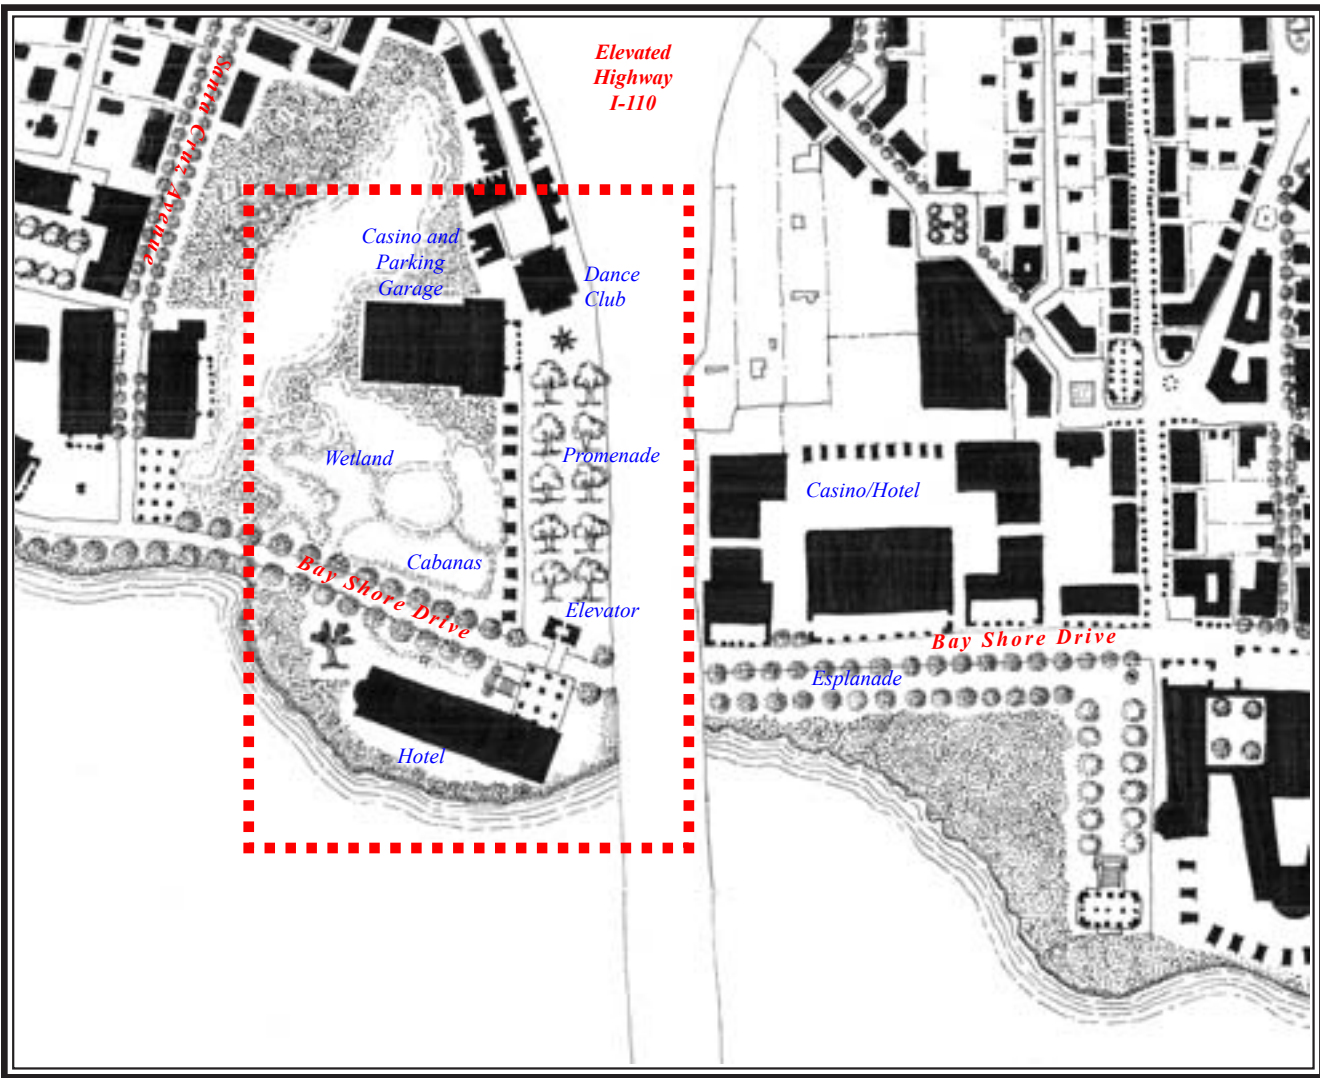 Elevated
Highway
I-110
Santa Cruz Avenue
Casino and
Parking
Garage
Dance
Club
Wetland
Promenade
Casino/Hotel
Cabanas
Bay Shore Drive
Elevator
Bay Shore Drive
Esplanade
Hotel